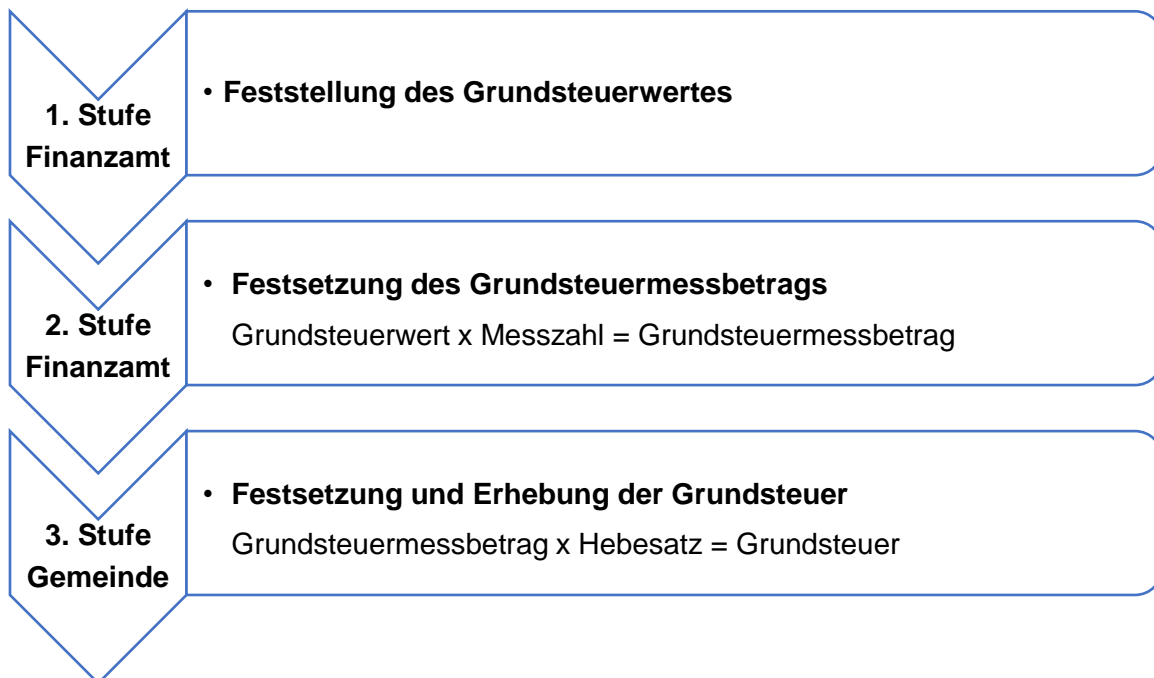 1. Stufe
Finanzamt
• Feststellung des Grundsteuerwertes
2. Stufe
Finanzamt
• Festsetzung des Grundsteuermessbetrags
Grundsteuerwert x Messzahl = Grundsteuermessbetrag
3. Stufe
Gemeinde
• Festsetzung und Erhebung der Grundsteuer
Grundsteuermessbetrag x Hebesatz = Grundsteuer